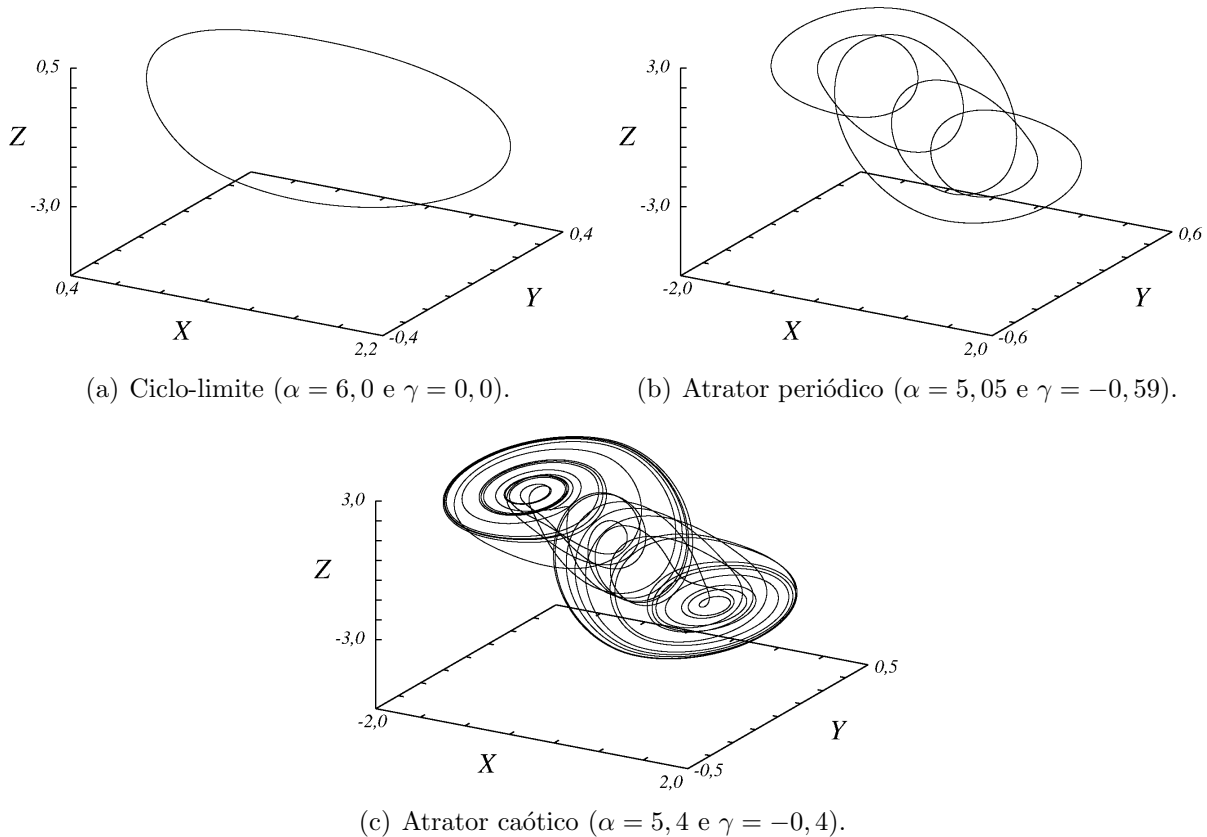 0,5
Z
-3,0
0,4
X
2,2
-0,4
Y
0,4
(a) Ciclo-limite (α = 6, 0 e γ = 0, 0).
3,0
Z
-3,0
-2,0
X
2,0
-0,6
Y
0,6
(b) Atrator periódico (α = 5, 05 e γ = −0, 59).
3,0
Z
-3,0
-2,0
X
2,0
-0,5
Y
0,5
(c) Atrator caótico (α = 5, 4 e γ = −0, 4).